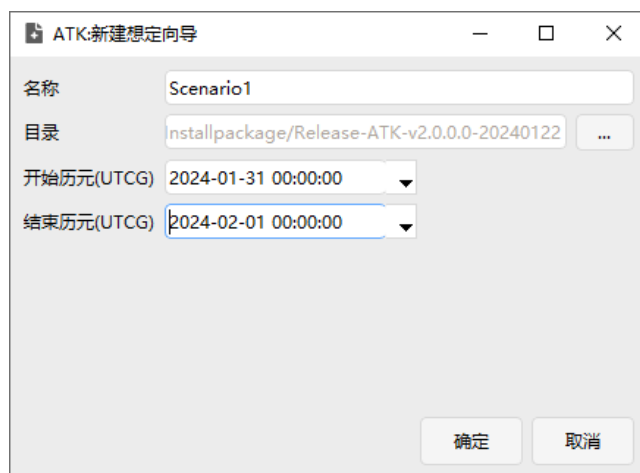 ATK:新建想定向导
名称 Scenario1
目录 Installpackage/Release-ATK-v2.0.0.0-20240122 ...
开始历元(UTCG) 2024-01-31 00:00:00
结束历元(UTCG) 2024-02-01 00:00:00
确定 取消